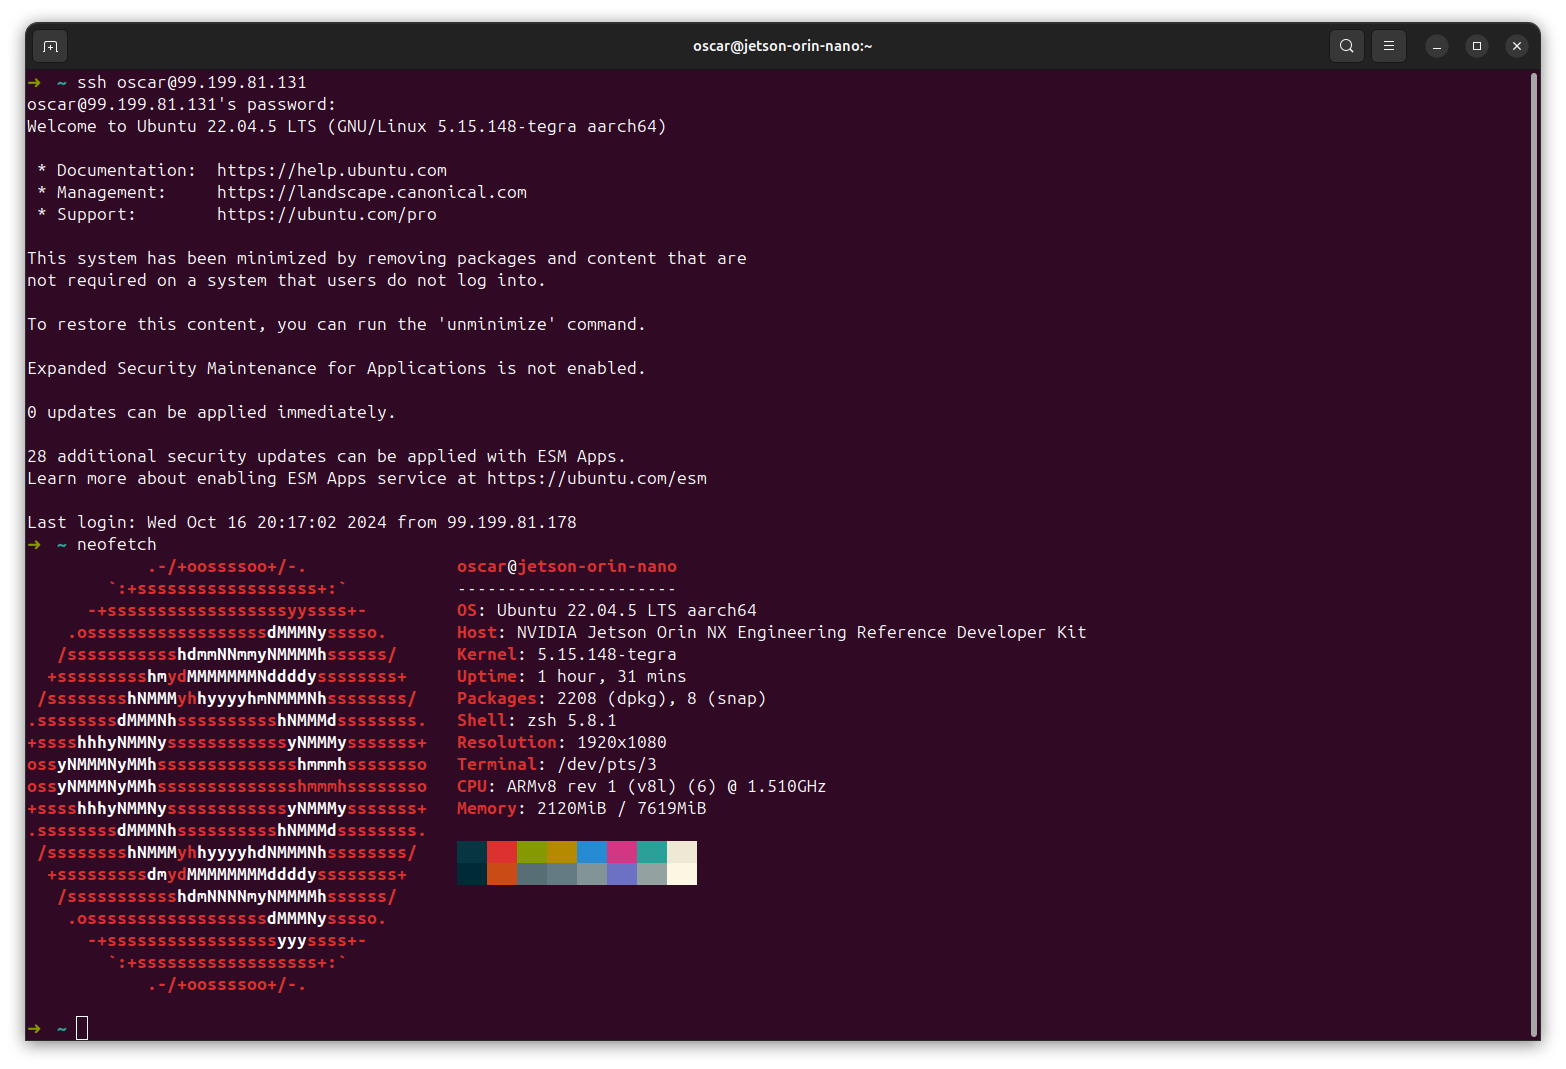 oscar@jetson-orin-nano:~
➜  ~ ssh oscar@99.199.81.131
oscar@99.199.81.131's password:
Welcome to Ubuntu 22.04.5 LTS (GNU/Linux 5.15.148-tegra aarch64)

 * Documentation:  https://help.ubuntu.com
 * Management:     https://landscape.canonical.com
 * Support:        https://ubuntu.com/pro

This system has been minimized by removing packages and content that are
not required on a system that users do not log into.

To restore this content, you can run the 'unminimize' command.

Expanded Security Maintenance for Applications is not enabled.

0 updates can be applied immediately.

28 additional security updates can be applied with ESM Apps.
Learn more about enabling ESM Apps service at https://ubuntu.com/esm

Last login: Wed Oct 16 20:17:02 2024 from 99.199.81.178
➜  ~ neofetch
            .-/+oossssoo+/-.               oscar@jetson-orin-nano
        `:+ssssssssssssssssss+:`           ----------------------
      -+ssssssssssssssssssyyssss+-         OS: Ubuntu 22.04.5 LTS aarch64
    .ossssssssssssssssssdMMMNysssso.       Host: NVIDIA Jetson Orin NX Engineering Reference Developer Kit
   /ssssssssssshdmmNNmmyNMMMMhssssss/      Kernel: 5.15.148-tegra
  +ssssssssshmydMMMMMMMNddddyssssssss+     Uptime: 1 hour, 31 mins
 /sssssssshNMMMyhhyyyyhmNMMMNhssssssss/    Packages: 2208 (dpkg), 8 (snap)
.ssssssssdMMMNhsssssssssshNMMMdssssssss.   Shell: zsh 5.8.1
+sssshhhyNMMNyssssssssssssyNMMMysssssss+   Resolution: 1920x1080
ossyNMMMNyMMhsssssssssssssshmmmhssssssso   Terminal: /dev/pts/3
ossyNMMMNyMMhsssssssssssssshmmmhssssssso   CPU: ARMv8 rev 1 (v8l) (6) @ 1.510GHz
+sssshhhyNMMNyssssssssssssyNMMMysssssss+   Memory: 2120MiB / 7619MiB
.ssssssssdMMMNhsssssssssshNMMMdssssssss.
 /sssssssshNMMMyhhyyyyhdNMMMNhssssssss/
  +sssssssssdmydMMMMMMMMddddyssssssss+
   /ssssssssssshdmNNNNmyNMMMMhssssss/
    .ossssssssssssssssssdMMMNysssso.
      -+sssssssssssssssssyyyssss+-
        `:+ssssssssssssssssss+:`
            .-/+oossssoo+/-.

➜  ~